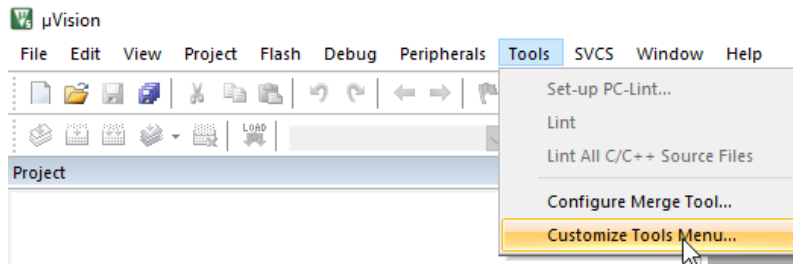 µVision
File Edit View Project Flash Debug Peripherals Tools SVCS Window Help
Set-up PC-Lint...
Lint
LOAD
Lint All C/C++ Source Files
Project
Configure Merge Tool...
Customize Tools Menu...